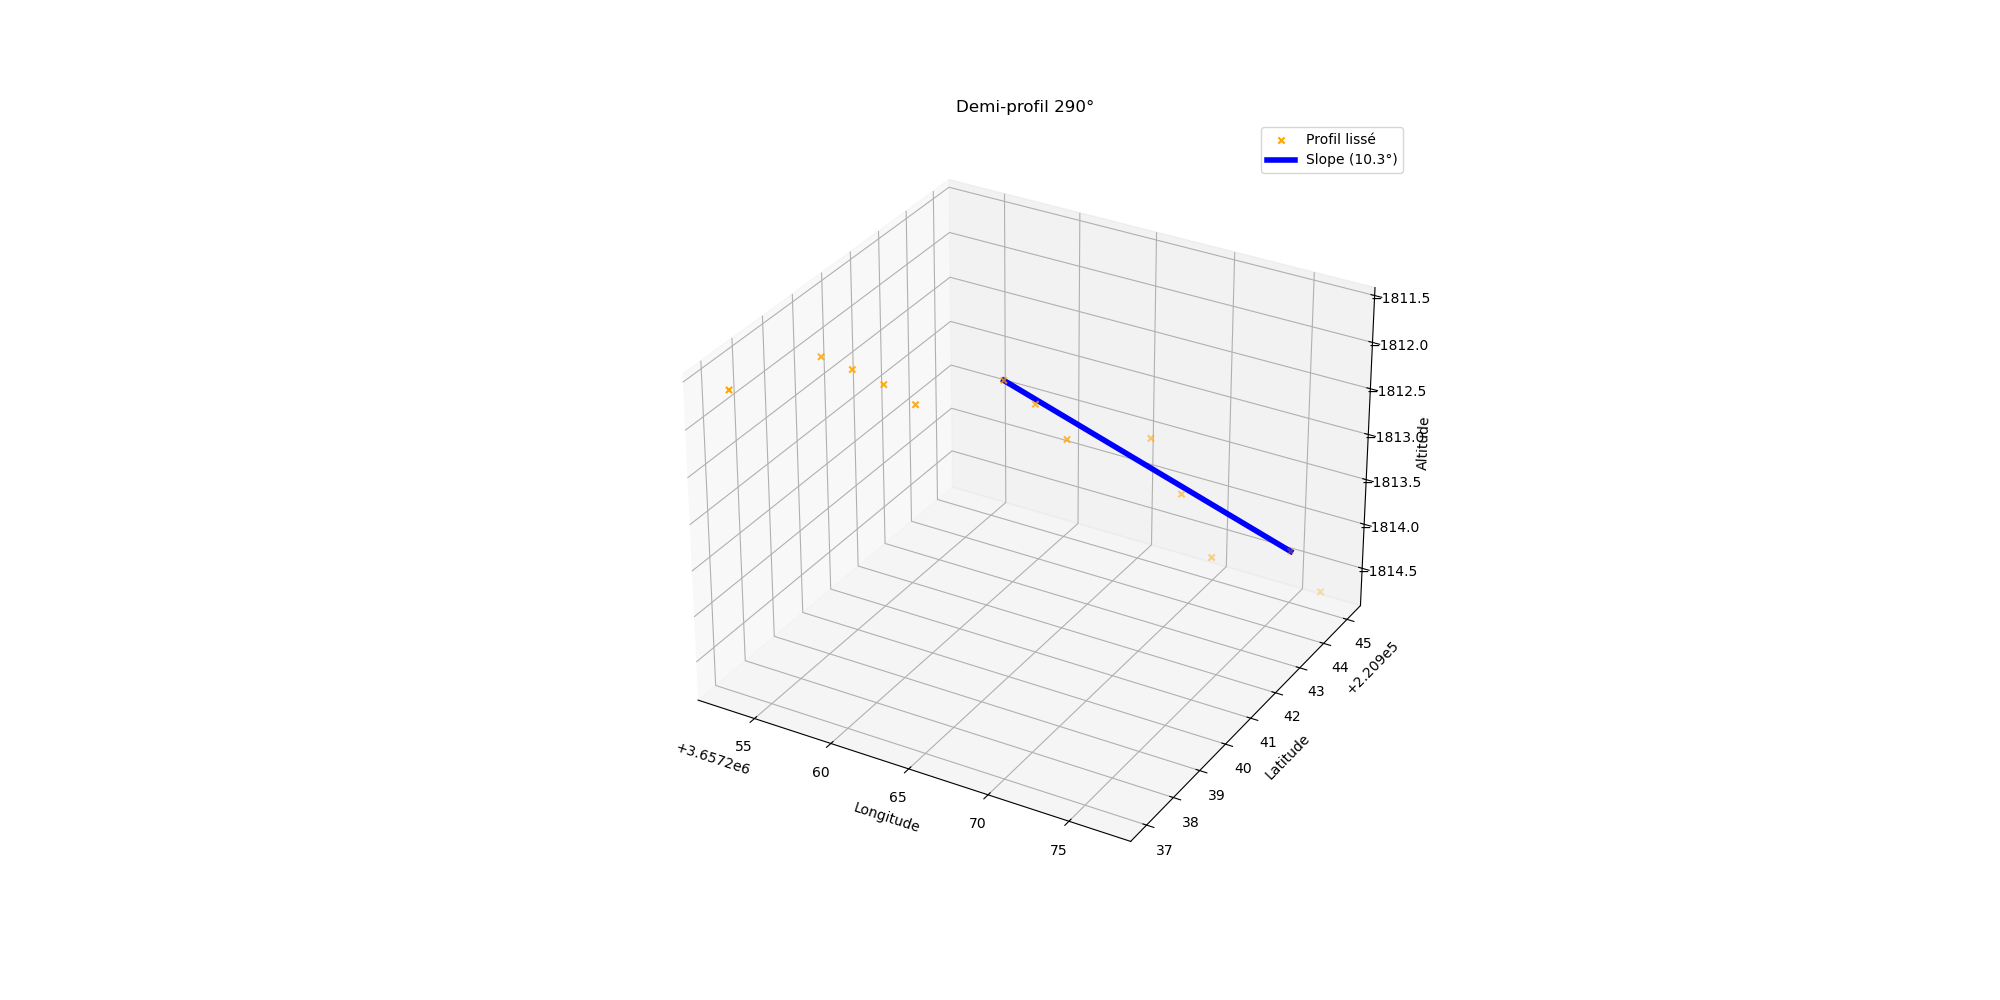 Demi-profil 290°
Profil lissé
Slope (10.3°)
−1811.5
−1812.0
−1812.5
−1813.0
−1813.5
−1814.0
−1814.5
Altitude
45
44
43
42
41
40
39
38
37
+2.209e5
Latitude
55
60
65
70
75
+3.6572e6
Longitude